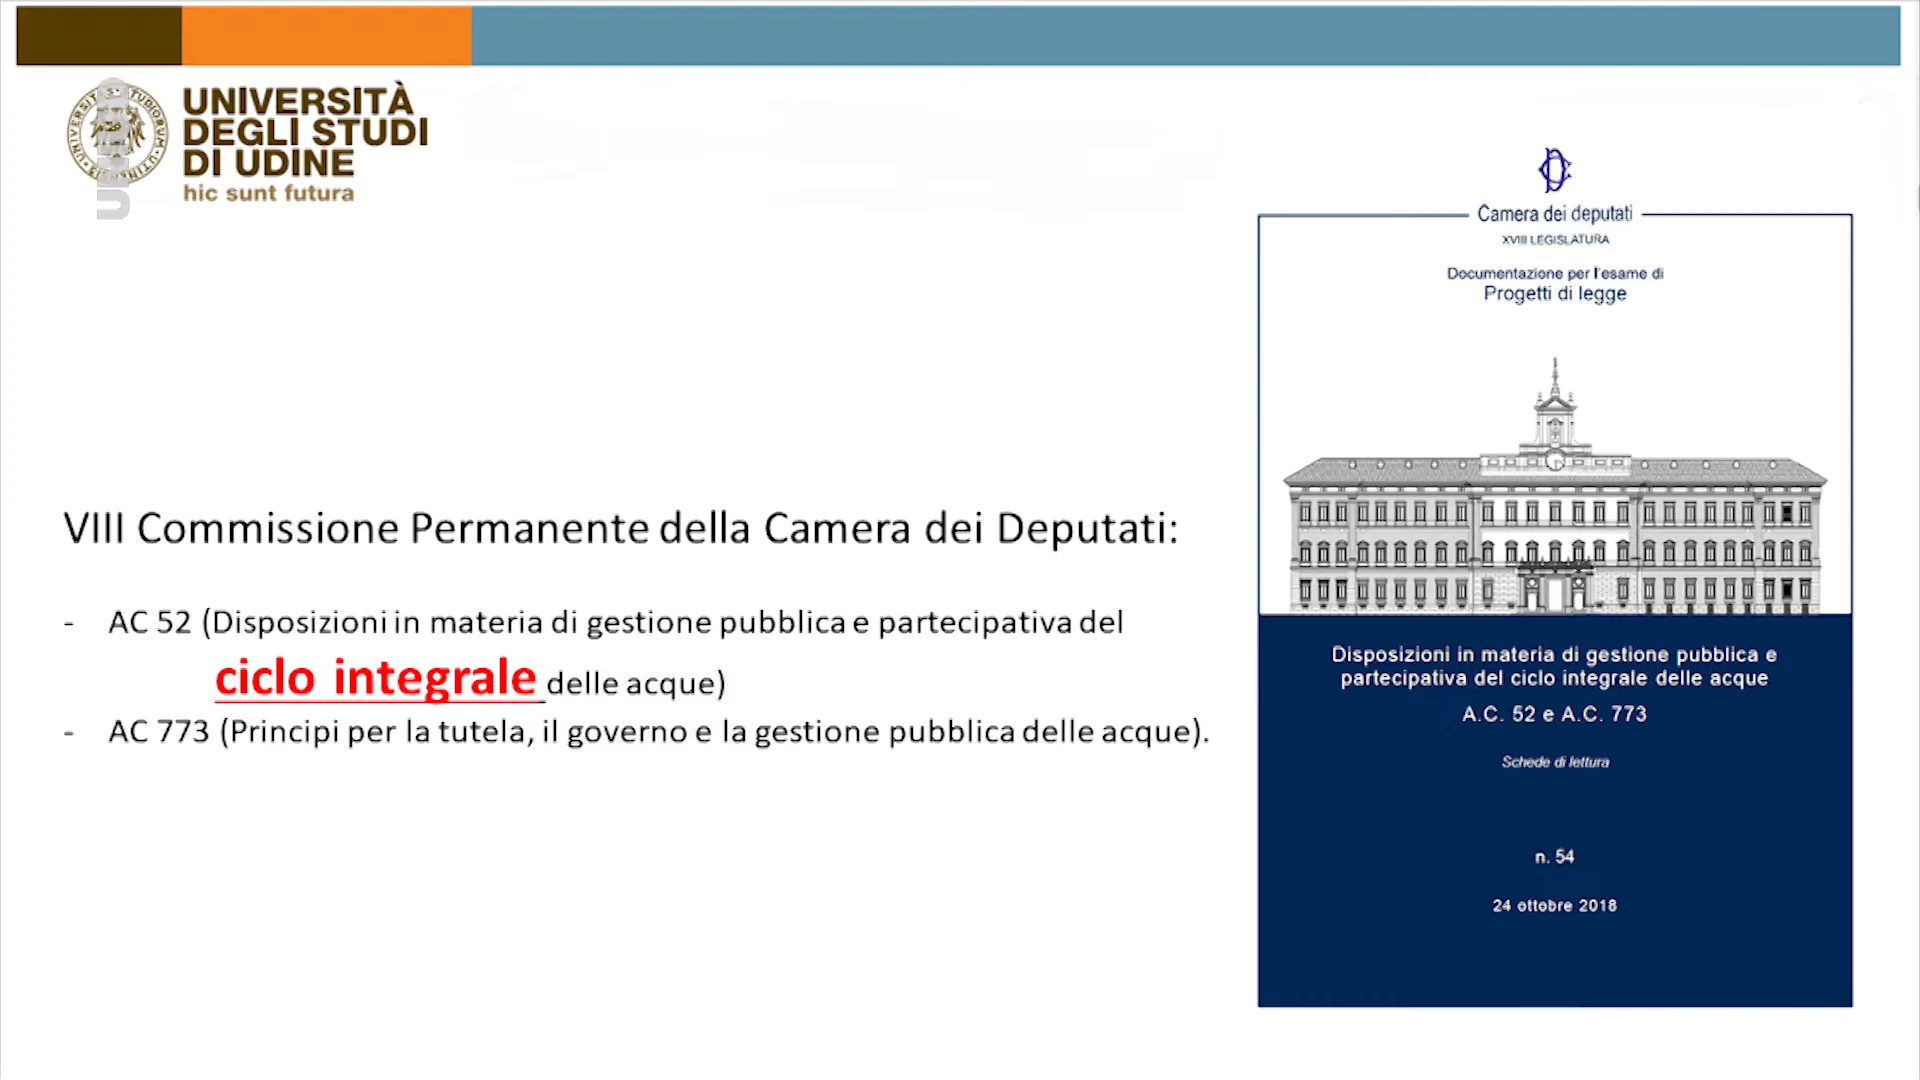 UNIVERSITÀ
DEGLI STUDI
DI UDINE
hic sunt futura
VIII Commissione Permanente della Camera dei Deputati:
- AC 52 (Disposizioni in materia di gestione pubblica e partecipativa del
ciclo integrale delle acque)
- AC 773 (Principi per la tutela, il governo e la gestione pubblica delle acque).
Camera dei deputati
XVIII LEGISLATURA
Documentazione per l'esame di
Progetti di legge
Disposizioni in materia di gestione pubblica e
partecipativa del ciclo integrale delle acque
A.C. 52 e A.C. 773
Schede di lettura
n. 54
24 ottobre 2018